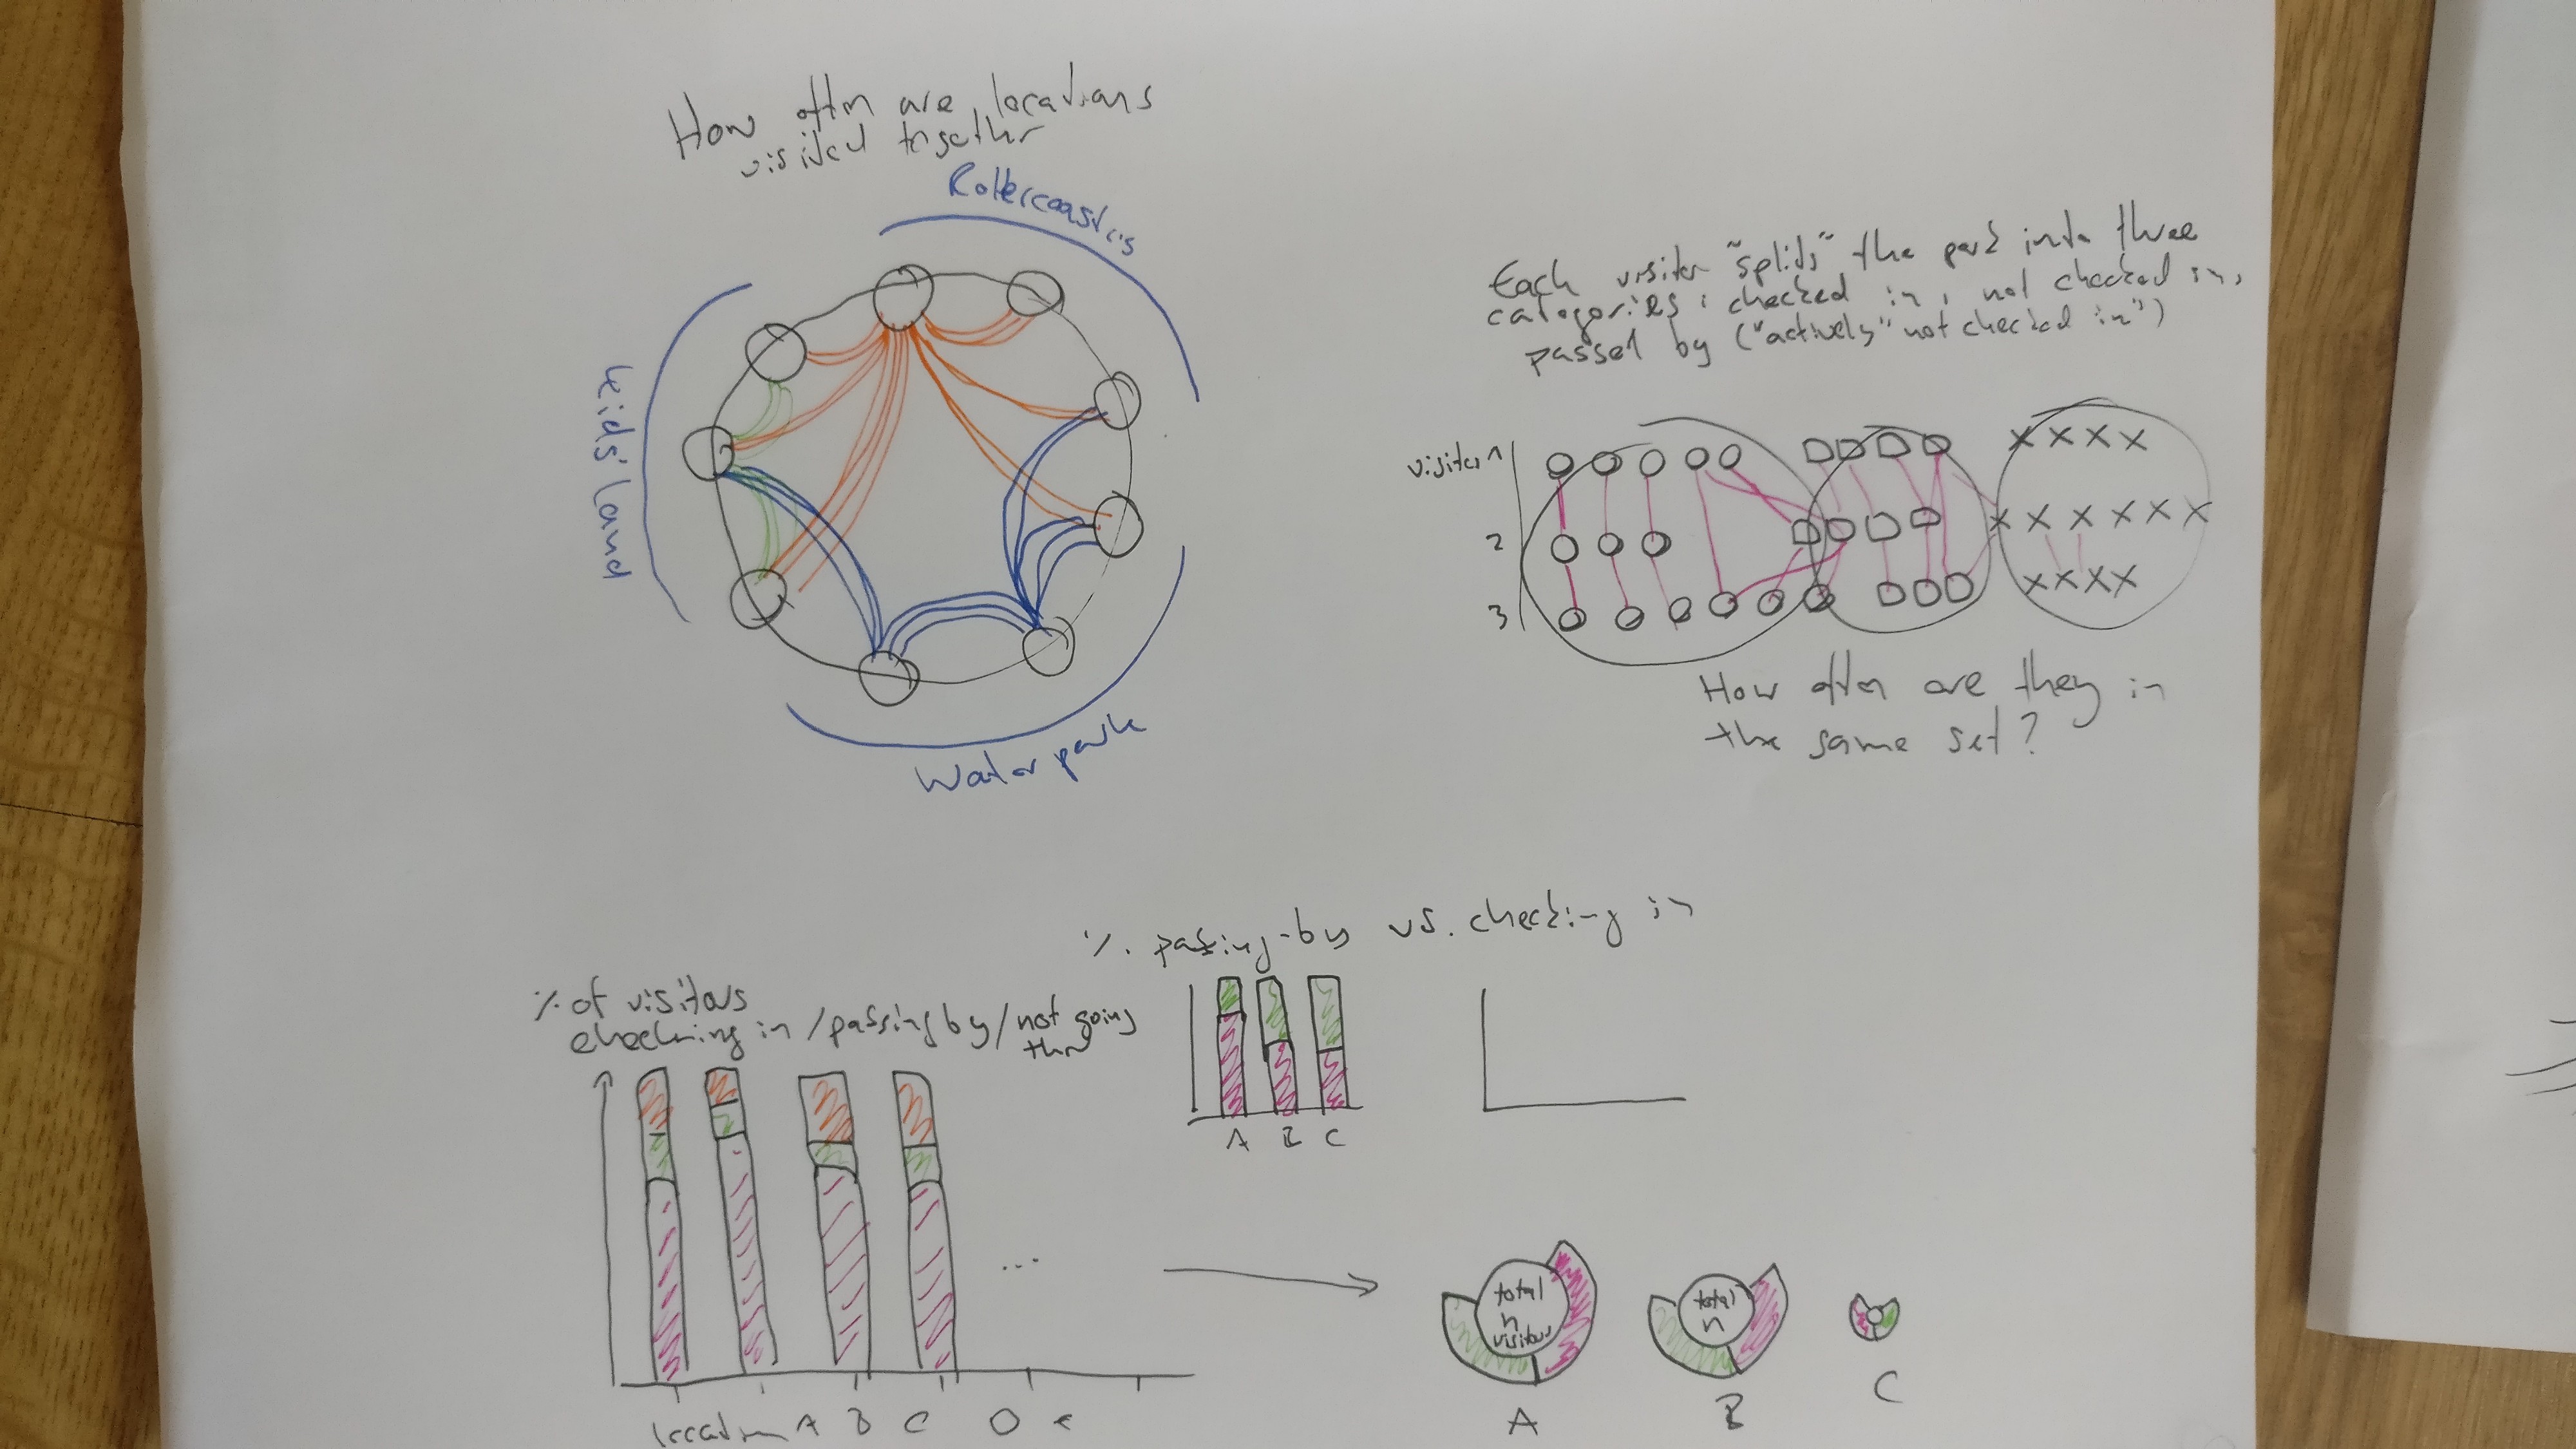 How often are locations
visited together
Rollercoasters
kids' land
Water park
Each visitor "splits" the park into three
categories: checked in, not checked in,
passed by ("actively" not checked in")
visitor 1
2
3
How often are they in
the same set?
% passing-by vs. checking in
A B C
% of visitors
checking in / passing by / not going
thru
...
location A B C D E
total
n
visitors
A
total
n
B
C